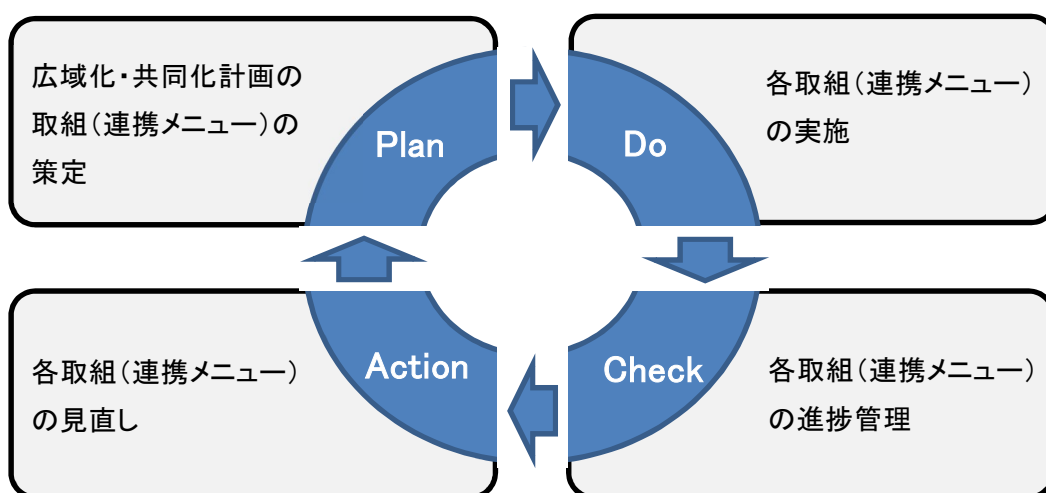 広域化・共同化計画の
取組(連携メニュー)の
策定
Plan
Do
各取組(連携メニュー)
の実施
各取組(連携メニュー)
の見直し
Action
Check
各取組(連携メニュー)
の進捗管理